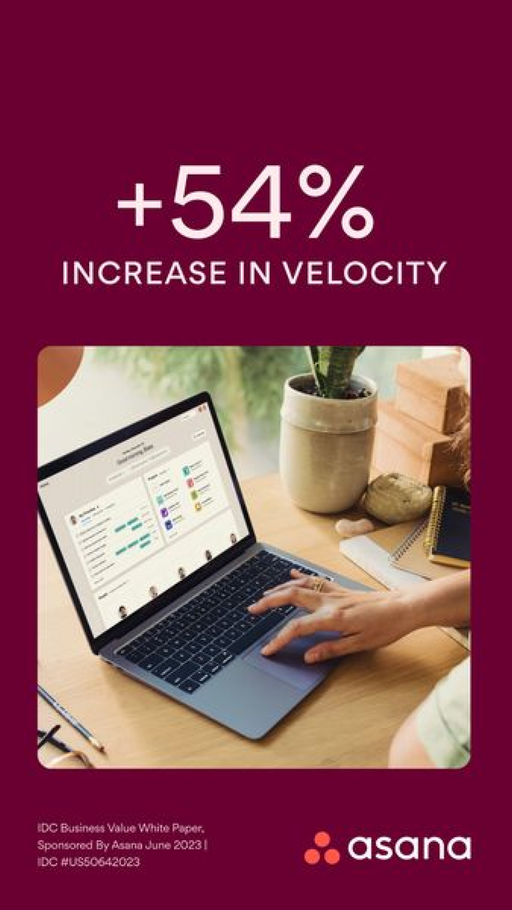 +54%
INCREASE IN VELOCITY
IDC Business Value White Paper,
Sponsored By Asana June 2023 |
IDC #US50642023
asana